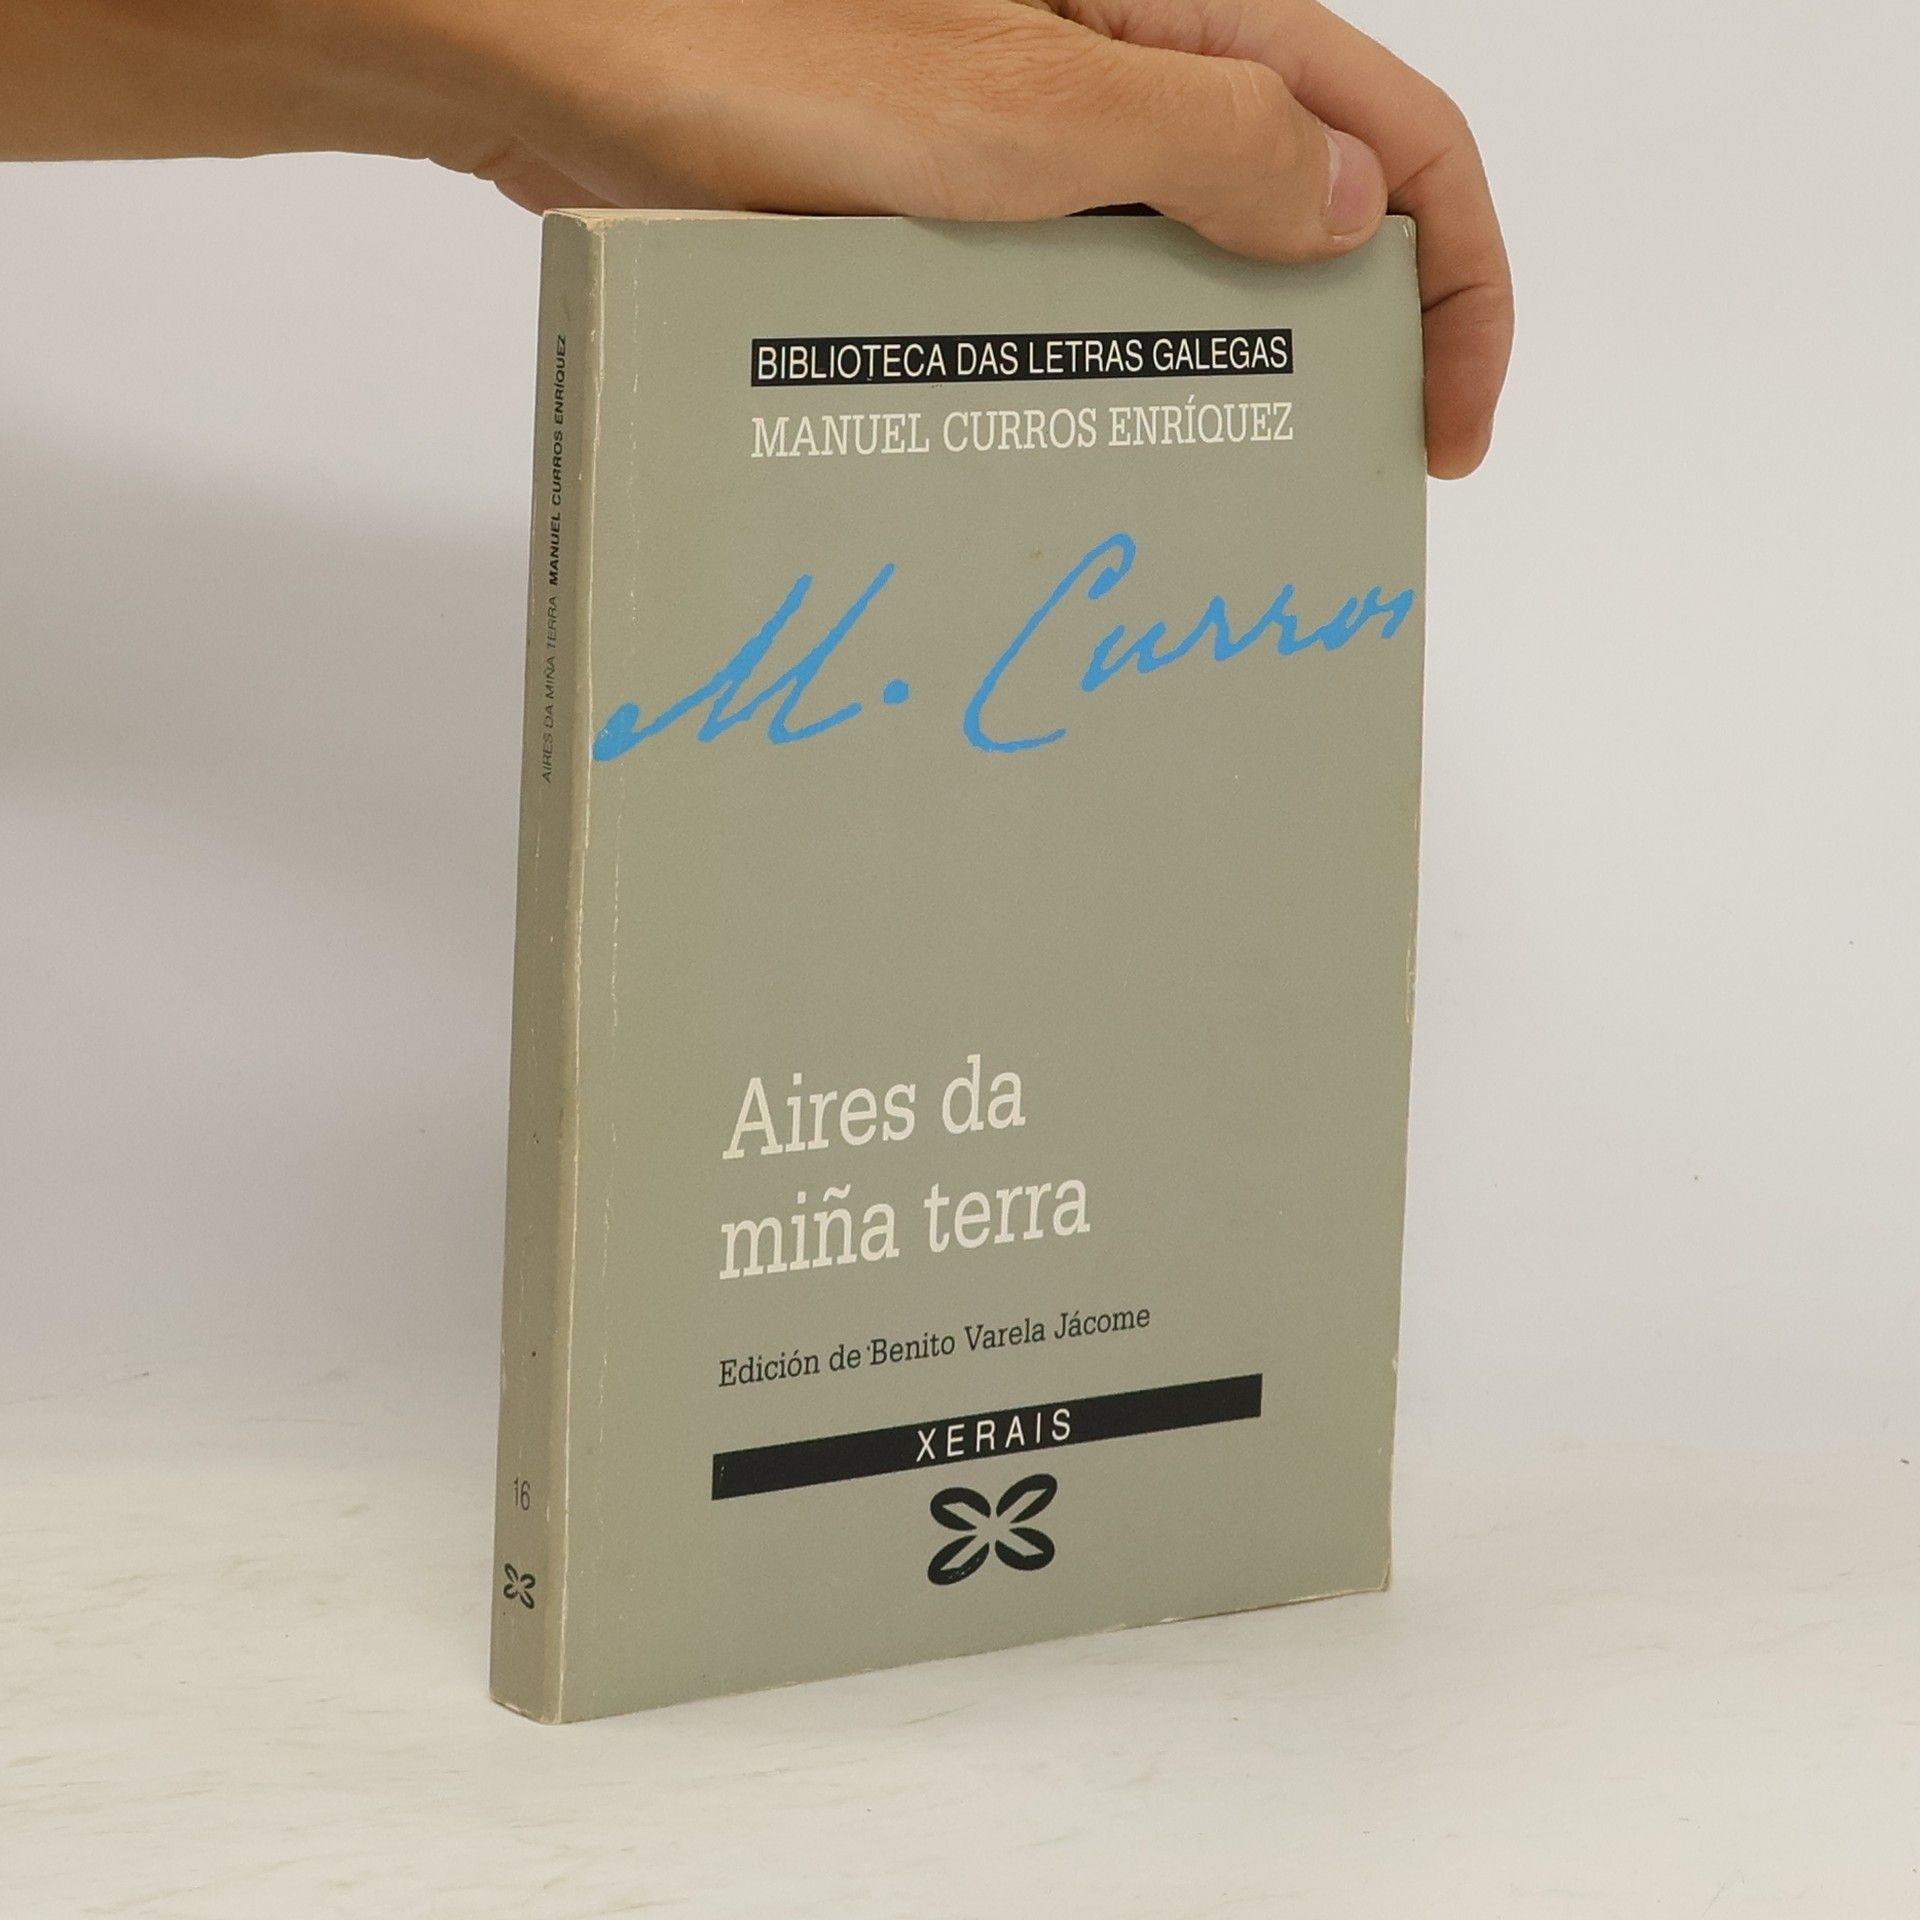 BIBLIOTECA DAS LETRAS GALEGAS
MANUEL CURROS ENRÍQUEZ
M. Curros
Aires da
miña terra
Edición de Benito Varela Jácome
XERAIS
AIRES DA MIÑA TERRA MANUEL CURROS ENRÍQUEZ
16